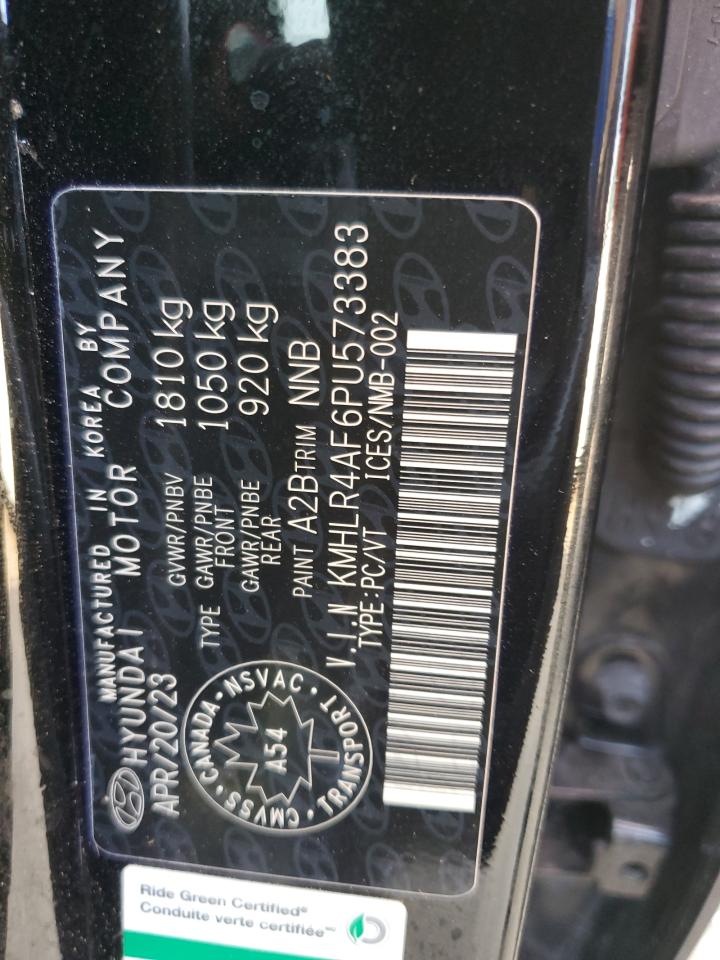 MANUFACTURED IN KOREA BY
HYUNDAI MOTOR COMPANY
APR/20/23 GVWR/PNBV 1810 kg
TYPE GAWR/PNBE FRONT 1050 kg
GAWR/PNBE REAR 920 kg
CMVSS • CANADA • NSVAC • TRANSPORT •
A54
PAINT A2B TRIM NNB
V.I.N KMHLR4AF6PU573383
TYPE:PC/VT ICES/NMB-002
Ride Green Certified®
Conduite verte certifiée™